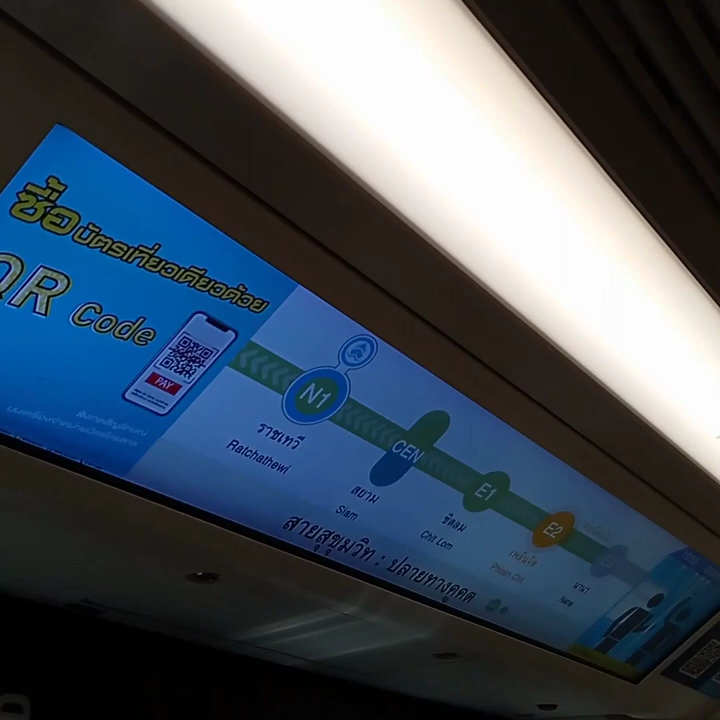 ซื้อบัตรเที่ยวเดียวด้วย
QR Code
PAY
N1
ราชเทวี
Ratchathewi
CEN
สยาม
Siam
E1
ชิดลม
Chit Lom
E2
เพลินจิต
Phloen Chit
นานา
Nana
สายสุขุมวิท : ปลายทางคูคต